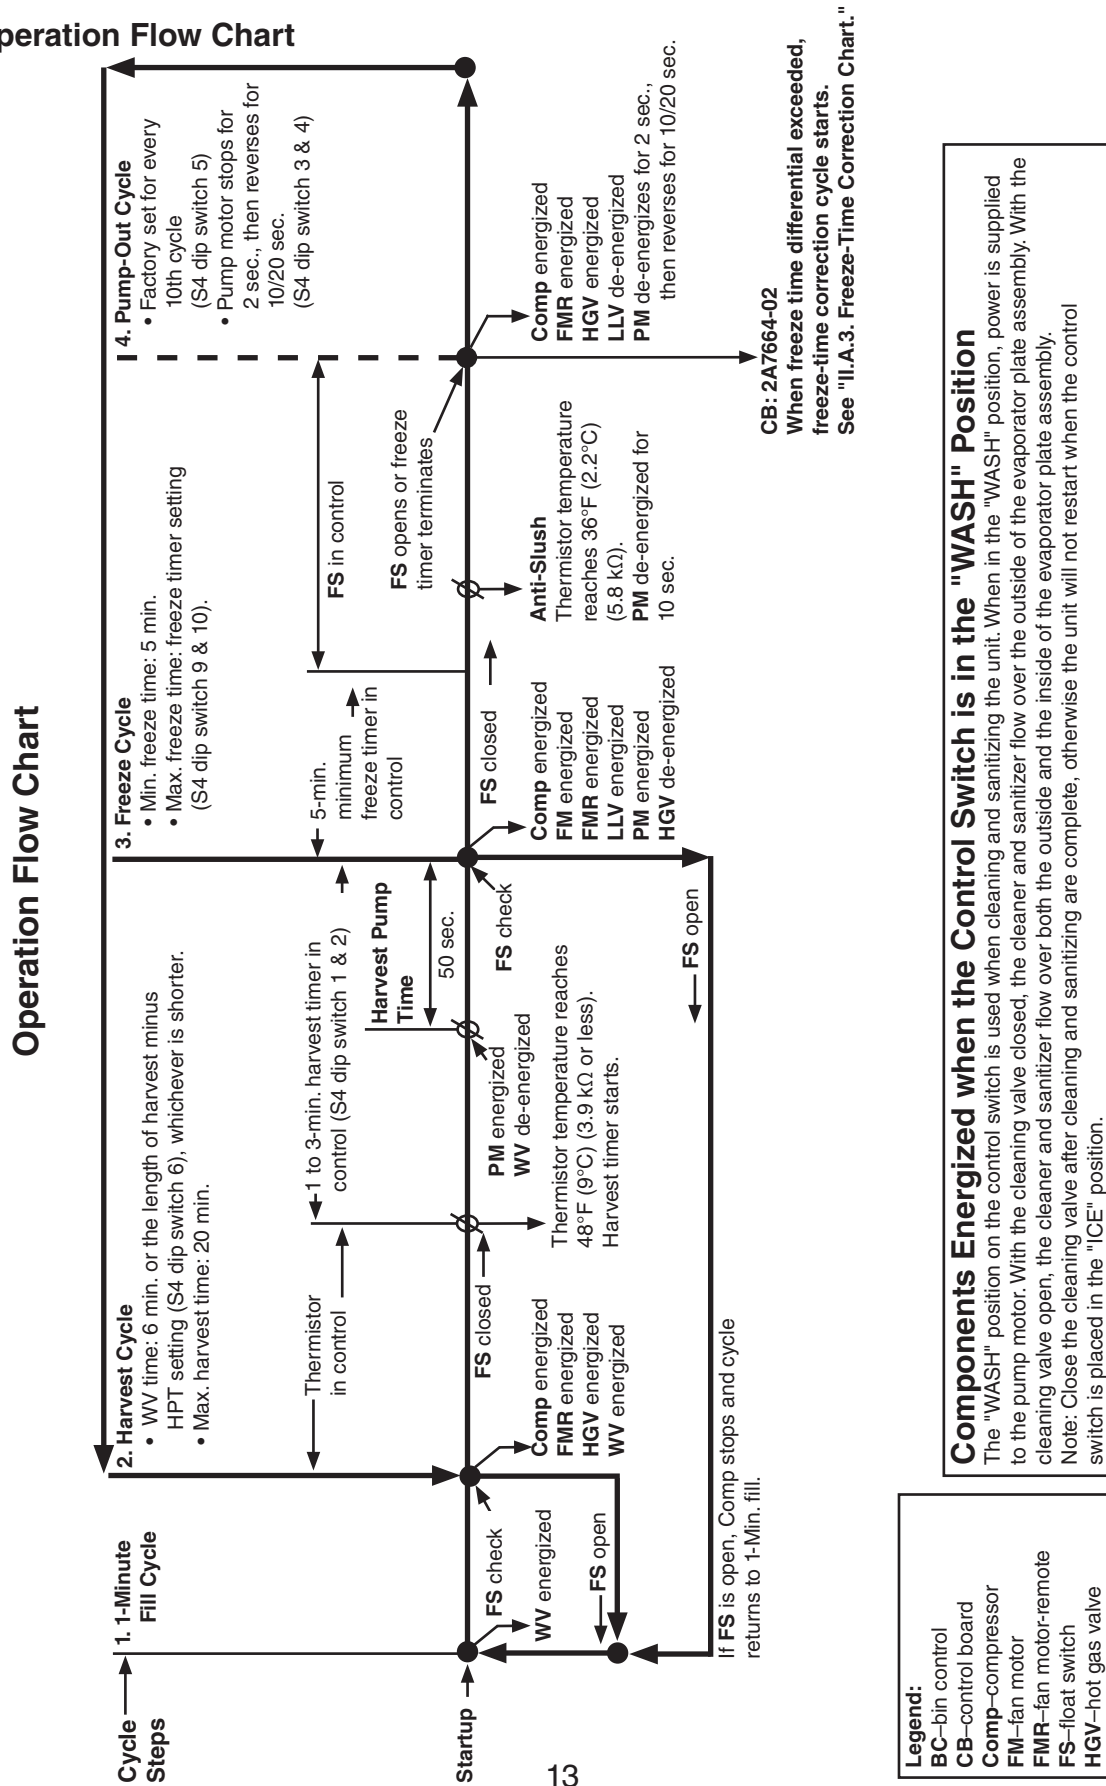 peration Flow Chart
Operation Flow Chart
Cycle
Steps
1. 1-Minute
Fill Cycle
2. Harvest Cycle
• WV time: 6 min. or the length of harvest minus
HPT setting (S4 dip switch 6), whichever is shorter.
• Max. harvest time: 20 min.
3. Freeze Cycle
• Min. freeze time: 5 min.
• Max. freeze time: freeze timer setting
(S4 dip switch 9 & 10).
4. Pump-Out Cycle
• Factory set for every
10th cycle
(S4 dip switch 5)
• Pump motor stops for
2 sec., then reverses for
10/20 sec.
(S4 dip switch 3 & 4)
Thermistor
in control
1 to 3-min. harvest timer in
control (S4 dip switch 1 & 2)
Harvest Pump
Time
50 sec.
5-min.
minimum
freeze timer in
control
FS in control
FS opens or freeze
timer terminates
Startup
FS check
WV energized
FS open
FS closed
Comp energized
FMR energized
HGV energized
WV energized
Thermistor temperature reaches
48°F (9°C) (3.9 kΩ or less).
Harvest timer starts.
PM energized
WV de-energized
FS check
FS closed
Comp energized
FM energized
FMR energized
LLV energized
PM energized
HGV de-energized
Anti-Slush
Thermistor temperature
reaches 36°F (2.2°C)
(5.8 kΩ).
PM de-energized for
10 sec.
Comp energized
FMR energized
HGV energized
LLV de-energized
PM de-energizes for 2 sec.,
then reverses for 10/20 sec.
FS open
If FS is open, Comp stops and cycle
returns to 1-Min. fill.
CB: 2A7664-02
When freeze time differential exceeded,
freeze-time correction cycle starts.
See "II.A.3. Freeze-Time Correction Chart."
Legend:
BC–bin control
CB–control board
Comp–compressor
FM–fan motor
FMR–fan motor-remote
FS–float switch
HGV–hot gas valve
Components Energized when the Control Switch is in the "WASH" Position
The "WASH" position on the control switch is used when cleaning and sanitizing the unit. When in the "WASH" position, power is supplied
to the pump motor. With the cleaning valve closed, the cleaner and sanitizer flow over the outside of the evaporator plate assembly. With the
cleaning valve open, the cleaner and sanitizer flow over both the outside and the inside of the evaporator plate assembly.
Note: Close the cleaning valve after cleaning and sanitizing are complete, otherwise the unit will not restart when the control
switch is placed in the "ICE" position.
13